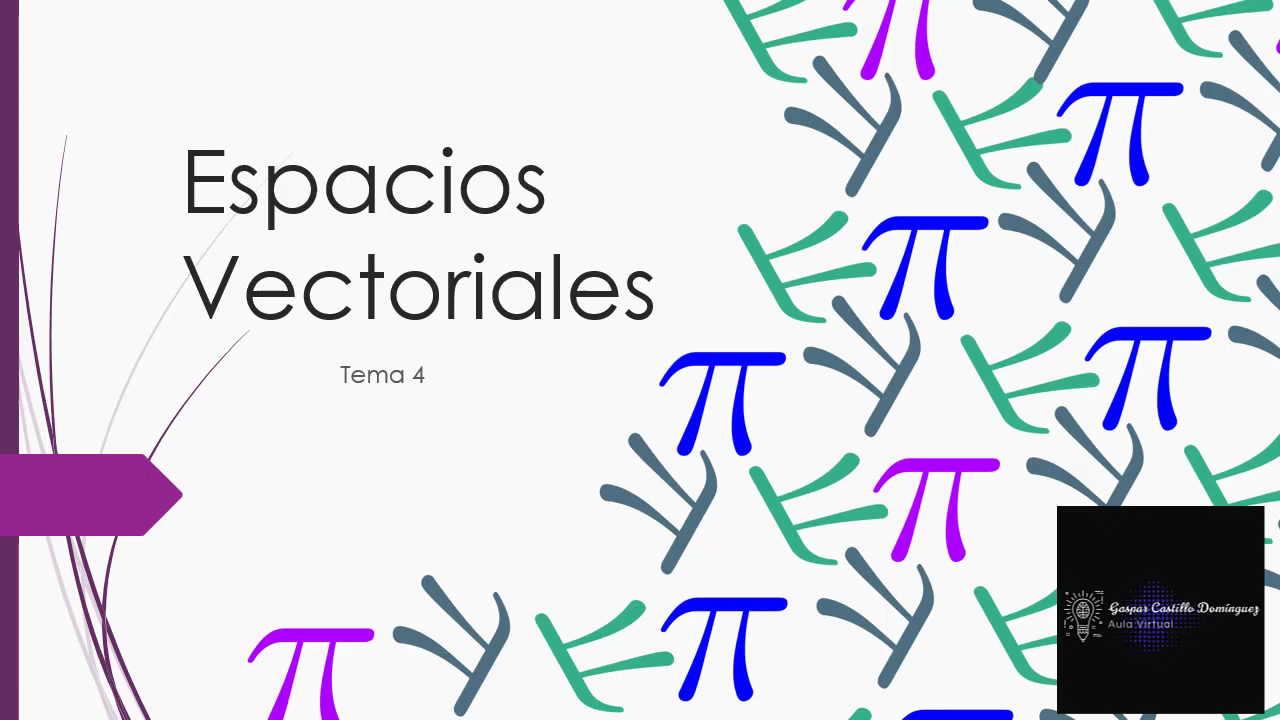 Espacios
Vectoriales
Tema 4
Gaspar Castillo Domínguez
Aula Virtual